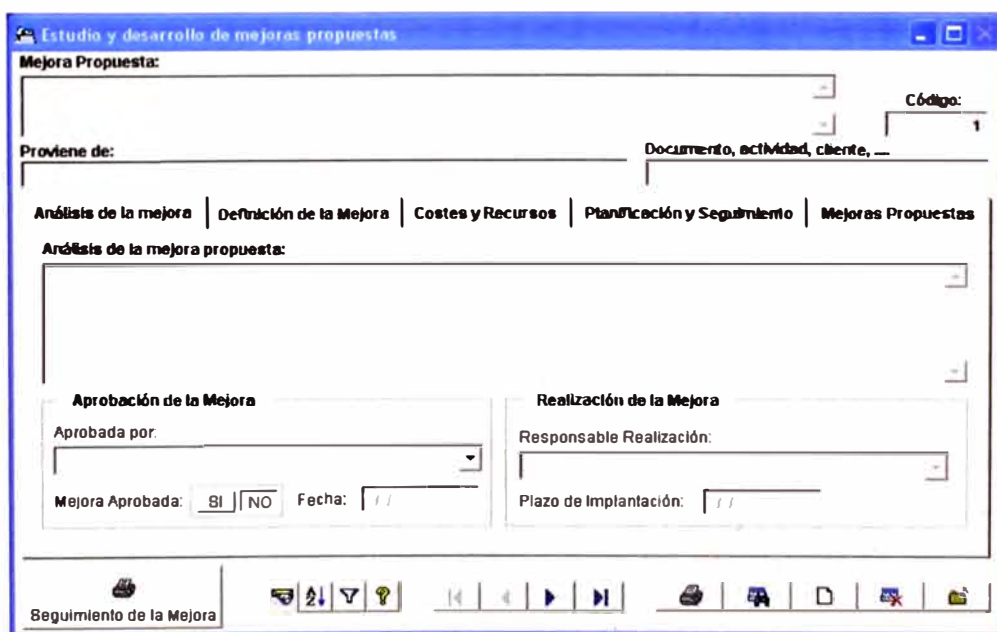 Estudio y desarrollo de mejoras propuestas
Mejora Propuesta:
Código:
1
Proviene de:
Documento, actividad, cliente, ...
Análisis de la mejora
Definición de la Mejora
Costes y Recursos
Planificación y Seguimiento
Mejoras Propuestas
Análisis de la mejora propuesta:
Aprobación de la Mejora
Realización de la Mejora
Aprobada por:
Responsable Realización:
Mejora Aprobada: SI NO Fecha: / /
Plazo de Implantación: / /
Seguimiento de la Mejora